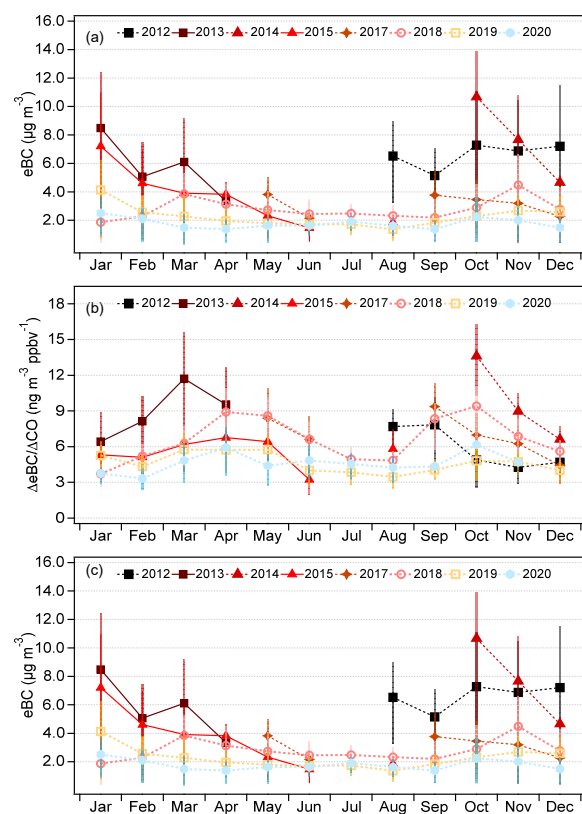 16.0
(a)
2012 2013 2014 2015 2017 2018 2019 2020
14.0
12.0
10.0
8.0
6.0
4.0
2.0
eBC (μg m⁻³)
Jan Feb Mar Apr May Jun Jul Aug Sep Oct Nov Dec
18
(b)
2012 2013 2014 2015 2017 2018 2019 2020
15
12
9
6
3
0
ΔeBC/ΔCO (ng m⁻³ ppbv⁻¹)
Jan Feb Mar Apr May Jun Jul Aug Sep Oct Nov Dec
16.0
(c)
2012 2013 2014 2015 2017 2018 2019 2020
14.0
12.0
10.0
8.0
6.0
4.0
2.0
eBC (μg m⁻³)
Jan Feb Mar Apr May Jun Jul Aug Sep Oct Nov Dec